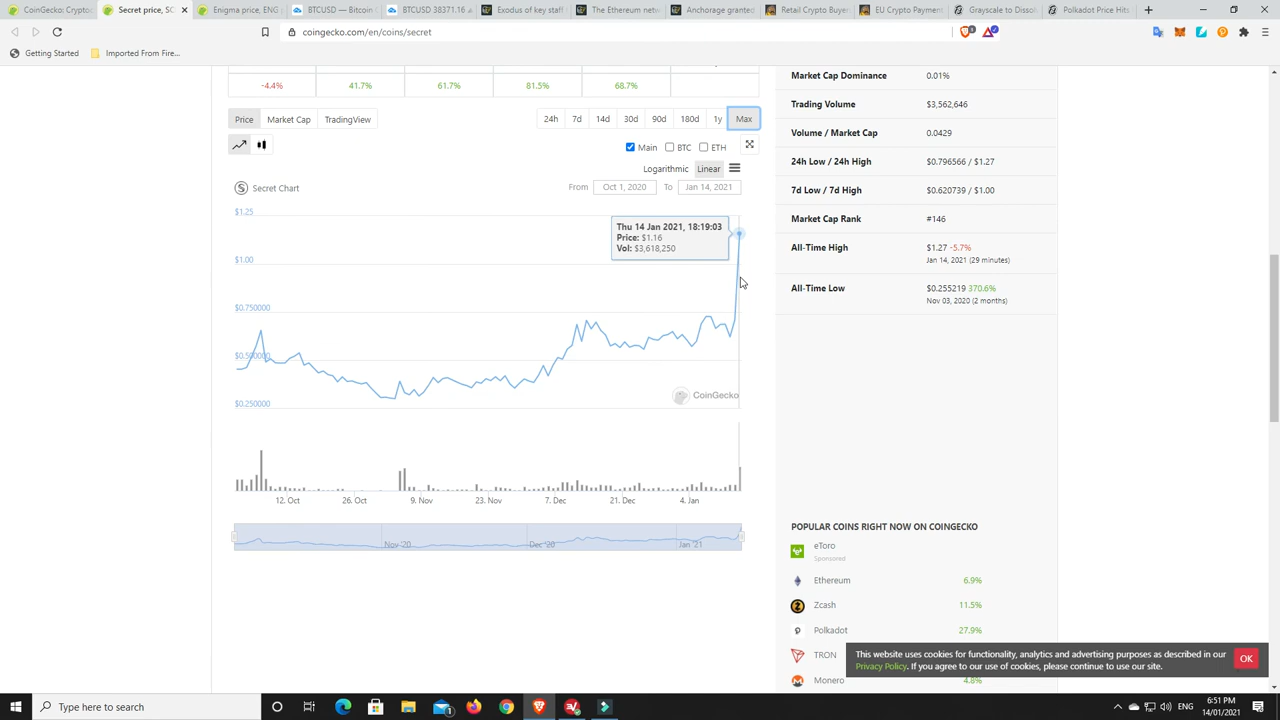 CoinGecko: Cryptoc
Secret price, SC
Enigma price, ENG
BTCUSD — Bitcoin /
BTCUSD 38371.16
Exodus of key staff
The Ethereum netw
Anchorage granted
Retail Crypto Buyer
EU Crypto Payment
Grayscale to Dissol
Polkadot Price Hits
coingecko.com/en/coins/secret
Getting Started
Imported From Fire...
-4.4% 41.7% 61.7% 81.5% 68.7%
Price Market Cap TradingView
24h 7d 14d 30d 90d 180d 1y Max
Main BTC ETH
Logarithmic Linear
Secret Chart
From Oct 1, 2020 To Jan 14, 2021
$1.25
Thu 14 Jan 2021, 18:19:03
Price: $1.16
Vol: $3,618,250
$1.00
$0.750000
$0.500000
$0.250000
CoinGecko
12. Oct 26. Oct 9. Nov 23. Nov 7. Dec 21. Dec 4. Jan
Nov '20 Dec '20 Jan '21
Market Cap Dominance 0.01%
Trading Volume $3,562,646
Volume / Market Cap 0.0429
24h Low / 24h High $0.796566 / $1.27
7d Low / 7d High $0.620739 / $1.00
Market Cap Rank #146
All-Time High $1.27 -5.7%
Jan 14, 2021 (29 minutes)
All-Time Low $0.255219 370.6%
Nov 03, 2020 (2 months)
POPULAR COINS RIGHT NOW ON COINGECKO
eToro
Sponsored
Ethereum 6.9%
Zcash 11.5%
Polkadot 27.9%
TRON
Monero 4.8%
This website uses cookies for functionality, analytics and advertising purposes as described in our
Privacy Policy. If you agree to our use of cookies, please continue to use our site.
OK
Type here to search
ENG
6:51 PM
14/01/2021